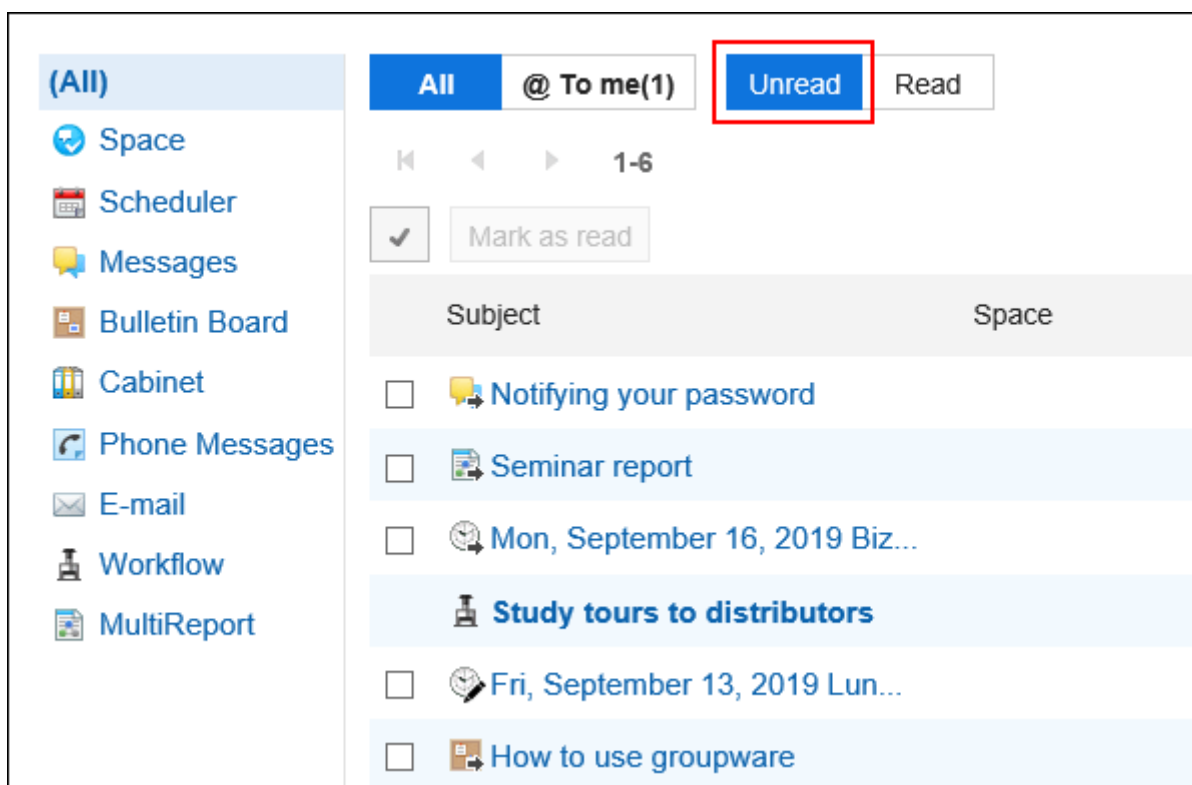 (All)
Space
Scheduler
Messages
Bulletin Board
Cabinet
Phone Messages
E-mail
Workflow
MultiReport
All @ To me(1) Unread Read
1-6
Mark as read
Subject Space
Notifying your password
Seminar report
Mon, September 16, 2019 Biz...
Study tours to distributors
Fri, September 13, 2019 Lun...
How to use groupware